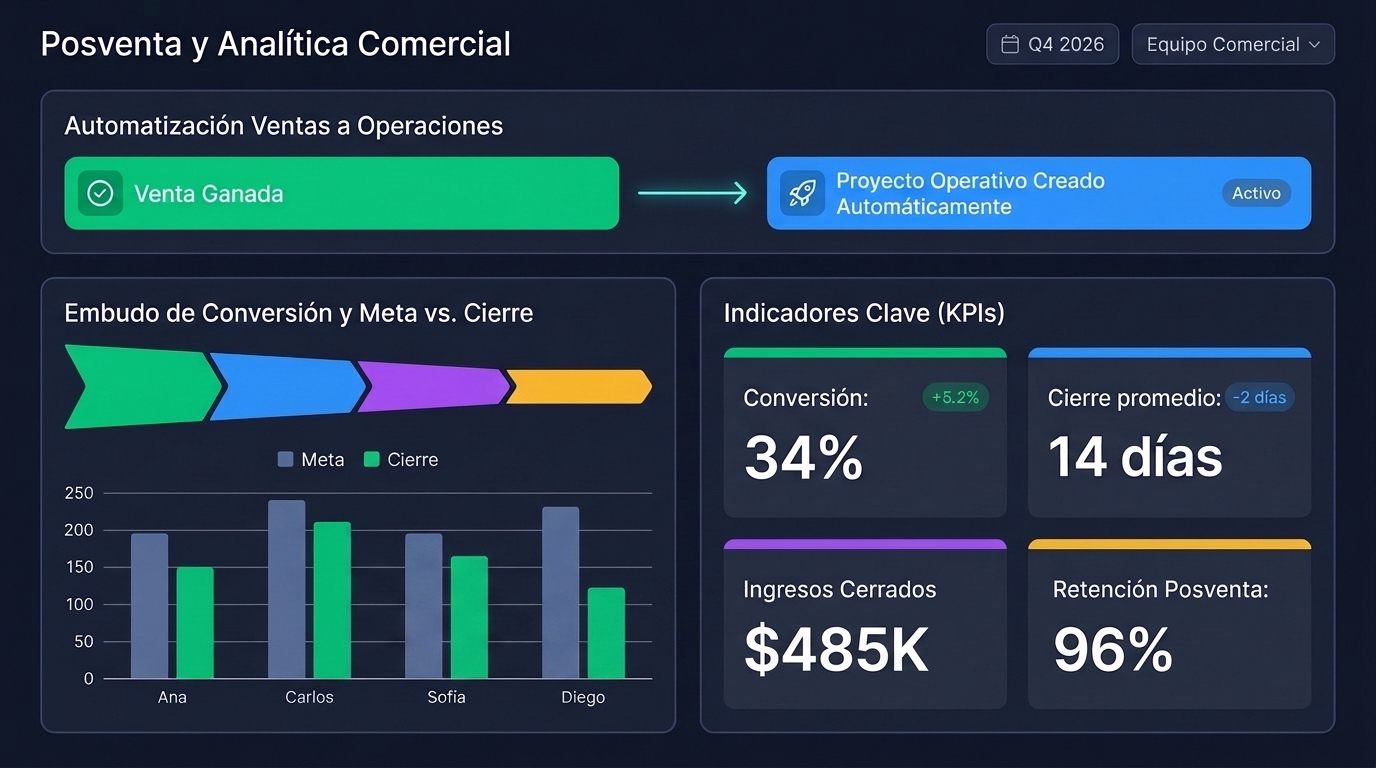 Posventa y Analítica Comercial
Q4 2026
Equipo Comercial
Automatización Ventas a Operaciones
Venta Ganada
Proyecto Operativo Creado
Automáticamente
Activo
Embudo de Conversión y Meta vs. Cierre
Meta
Cierre
250
200
150
100
50
0
Ana
Carlos
Sofía
Diego
Indicadores Clave (KPIs)
Conversión:
+5.2%
34%
Cierre promedio:
-2 días
14 días
Ingresos Cerrados
$485K
Retención Posventa:
96%